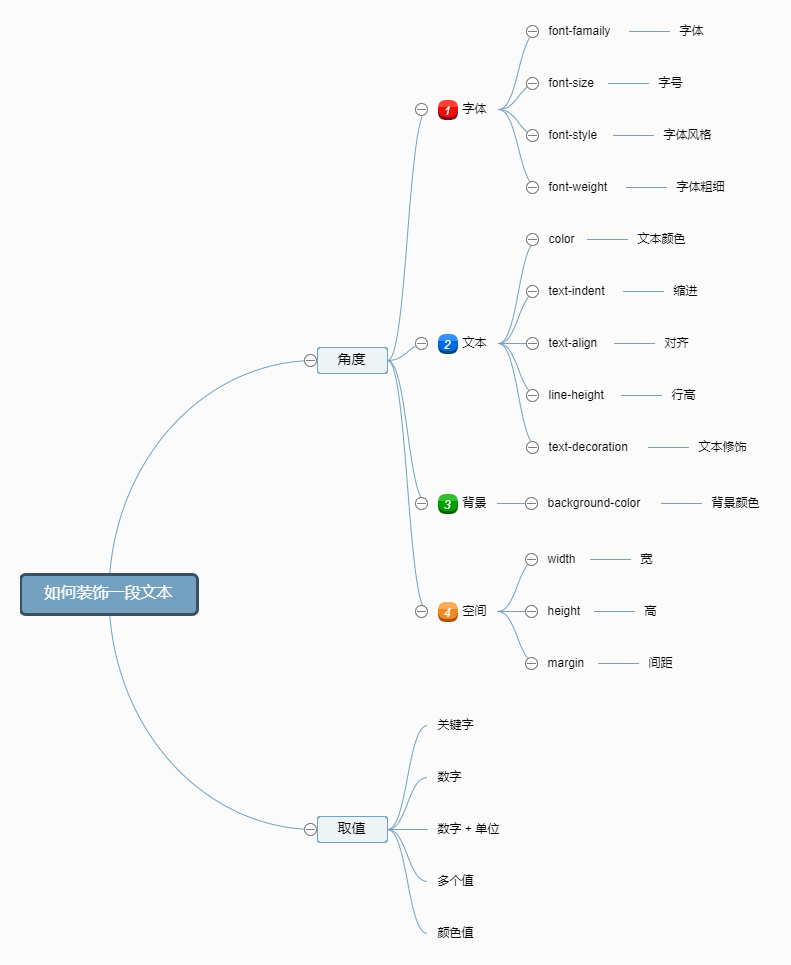 如何装饰一段文本
角度
1 字体
font-famaily 字体
font-size 字号
font-style 字体风格
font-weight 字体粗细
2 文本
color 文本颜色
text-indent 缩进
text-align 对齐
line-height 行高
text-decoration 文本修饰
3 背景
background-color 背景颜色
4 空间
width 宽
height 高
margin 间距
取值
关键字
数字
数字 + 单位
多个值
颜色值